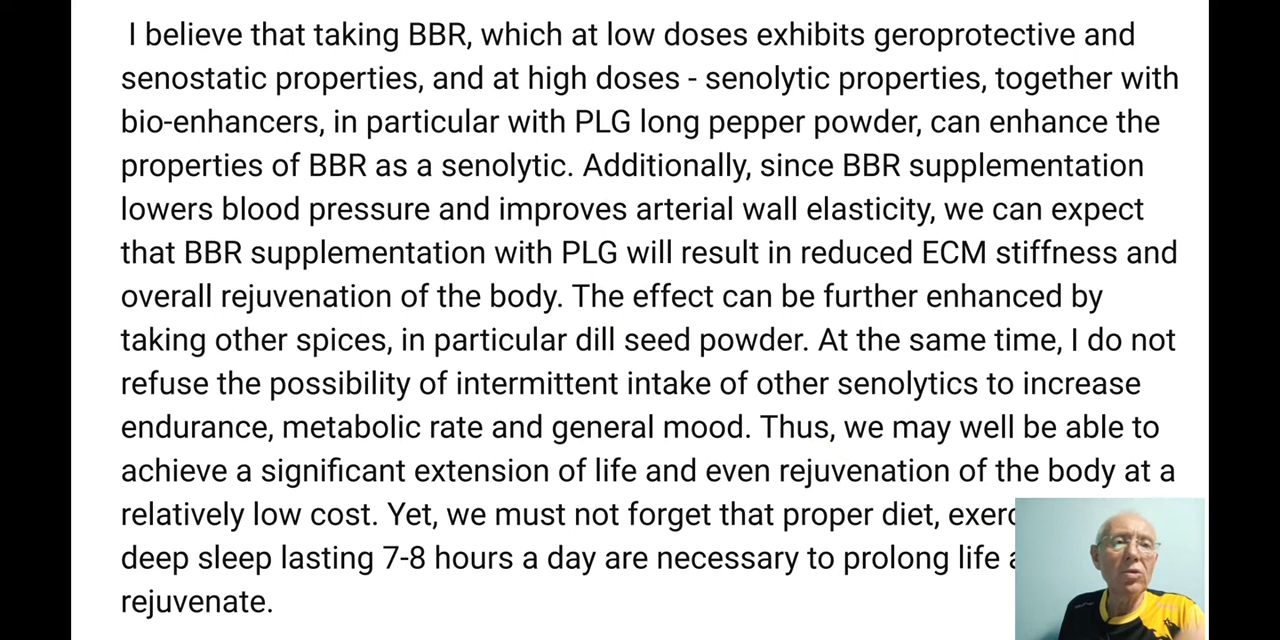 I believe that taking BBR, which at low doses exhibits geroprotective and
senostatic properties, and at high doses - senolytic properties, together with
bio-enhancers, in particular with PLG long pepper powder, can enhance the
properties of BBR as a senolytic. Additionally, since BBR supplementation
lowers blood pressure and improves arterial wall elasticity, we can expect
that BBR supplementation with PLG will result in reduced ECM stiffness and
overall rejuvenation of the body. The effect can be further enhanced by
taking other spices, in particular dill seed powder. At the same time, I do not
refuse the possibility of intermittent intake of other senolytics to increase
endurance, metabolic rate and general mood. Thus, we may well be able to
achieve a significant extension of life and even rejuvenation of the body at a
relatively low cost. Yet, we must not forget that proper diet,
deep sleep lasting 7-8 hours a day are necessary to prolong life
rejuvenate.